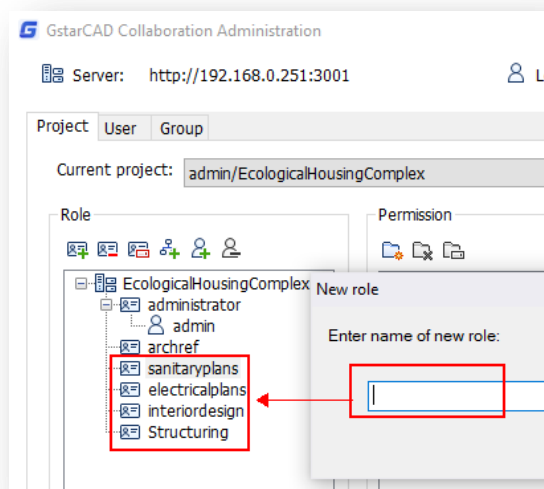 GstarCAD Collaboration Administration
Server: http://192.168.0.251:3001
L
Project User Group
Current project: admin/EcologicalHousingComplex
Role
Permission
EcologicalHousingComplex
administrator
admin
archref
sanitaryplans
electricalplans
interiordesign
Structuring
New role
Enter name of new role: